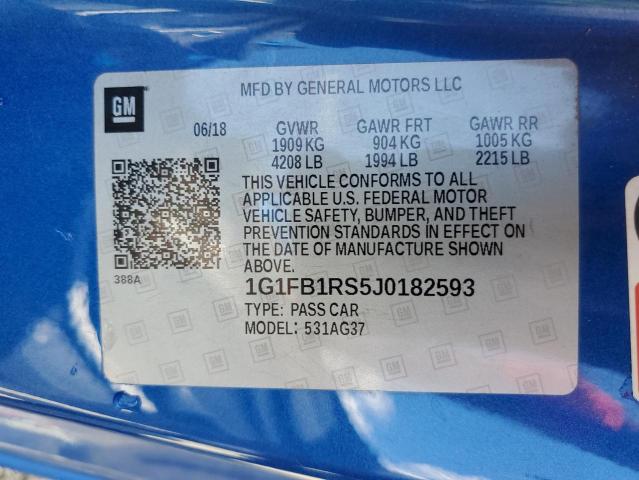 MFD BY GENERAL MOTORS LLC
GM
06/18 GVWR GAWR FRT GAWR RR
1909 KG 904 KG 1005 KG
4208 LB 1994 LB 2215 LB
THIS VEHICLE CONFORMS TO ALL
APPLICABLE U.S. FEDERAL MOTOR
VEHICLE SAFETY, BUMPER, AND THEFT
PREVENTION STANDARDS IN EFFECT ON
THE DATE OF MANUFACTURE SHOWN
ABOVE.
388A
1G1FB1RS5J0182593
TYPE: PASS CAR
MODEL: 531AG37